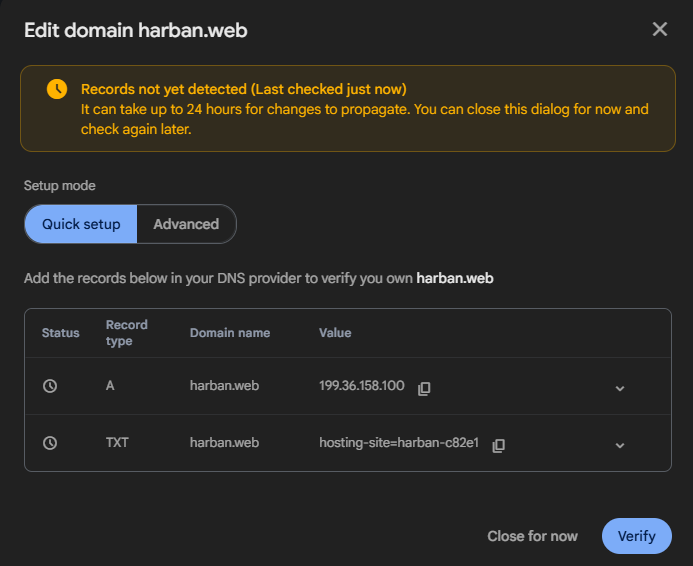 Edit domain harban.web
Records not yet detected (Last checked just now)
It can take up to 24 hours for changes to propagate. You can close this dialog for now and
check again later.
Setup mode
Quick setup Advanced
Add the records below in your DNS provider to verify you own harban.web
Status Record type Domain name Value
A harban.web 199.36.158.100
TXT harban.web hosting-site=harban-c82e1
Close for now Verify